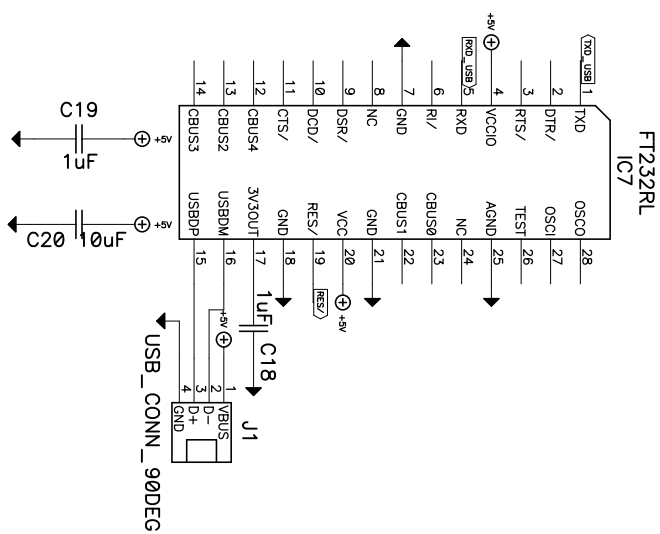 FT232RL
IC7
TXD_USB
+5V
RXD_USB
1
2
3
4
5
6
7
8
9
10
11
12
13
14
TXD
DTR/
RTS/
VCCIO
RXD
RI/
GND
NC
DSR/
DCD/
CTS/
CBUS4
CBUS2
CBUS3
OSCO
OSCI
TEST
AGND
NC
CBUS0
CBUS1
GND
VCC
RES/
GND
3V3OUT
USBDM
USBDP
28
27
26
25
24
23
22
21
20
19
18
17
16
15
+5V
RES/
C19
1uF
+5V
C20
10uF
+5V
1uF
C18
+5V
J1
1
2
3
4
VBUS
D-
D+
GND
USB_CONN_90DEG